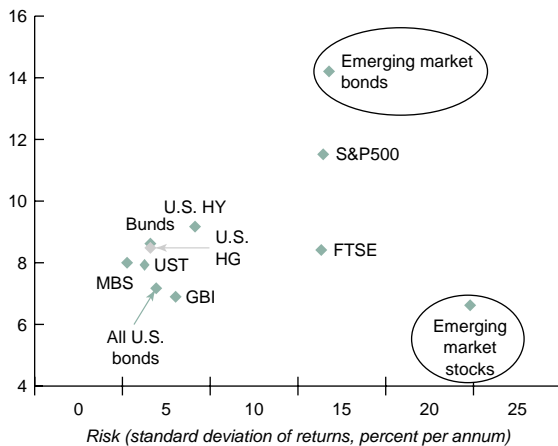 16
14
12
10
8
6
4
Emerging market
bonds
S&P500
U.S. HY
Bunds
U.S.
HG
FTSE
MBS
UST
GBI
All U.S.
bonds
Emerging
market
stocks
0 5 10 15 20 25
Risk (standard deviation of returns, percent per annum)